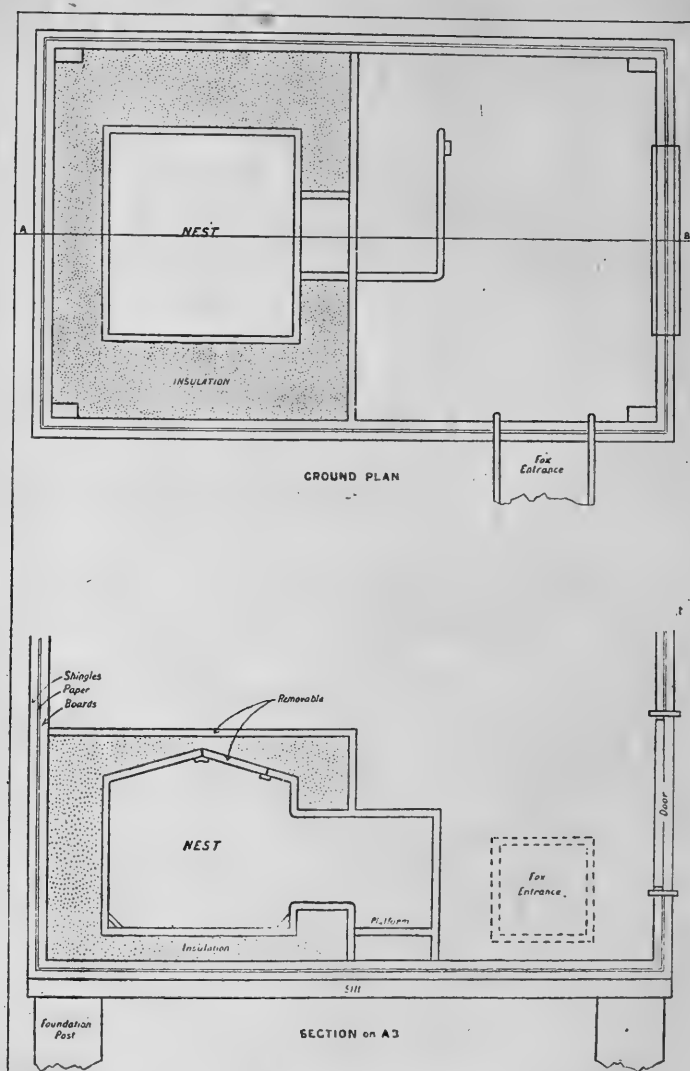 A
NEST
B
INSULATION
GROUND PLAN
Fox
Entrance
Shingles
Paper
Boards
Removable
NEST
Door
Fox
Entrance
Platform
Insulation
Sill
Foundation
Post
SECTION on AB